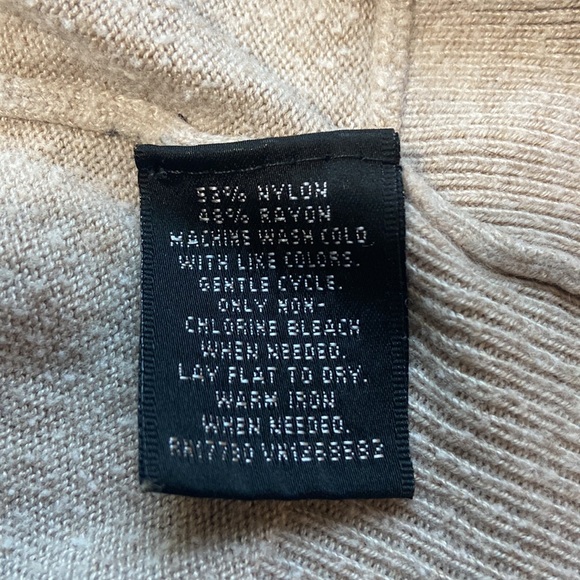 52% NYLON
48% RAYON
MACHINE WASH COLD
WITH LIKE COLORS.
GENTLE CYCLE.
ONLY NON-
CHLORINE BLEACH
WHEN NEEDED.
LAY FLAT TO DRY.
WARM IRON
WHEN NEEDED.